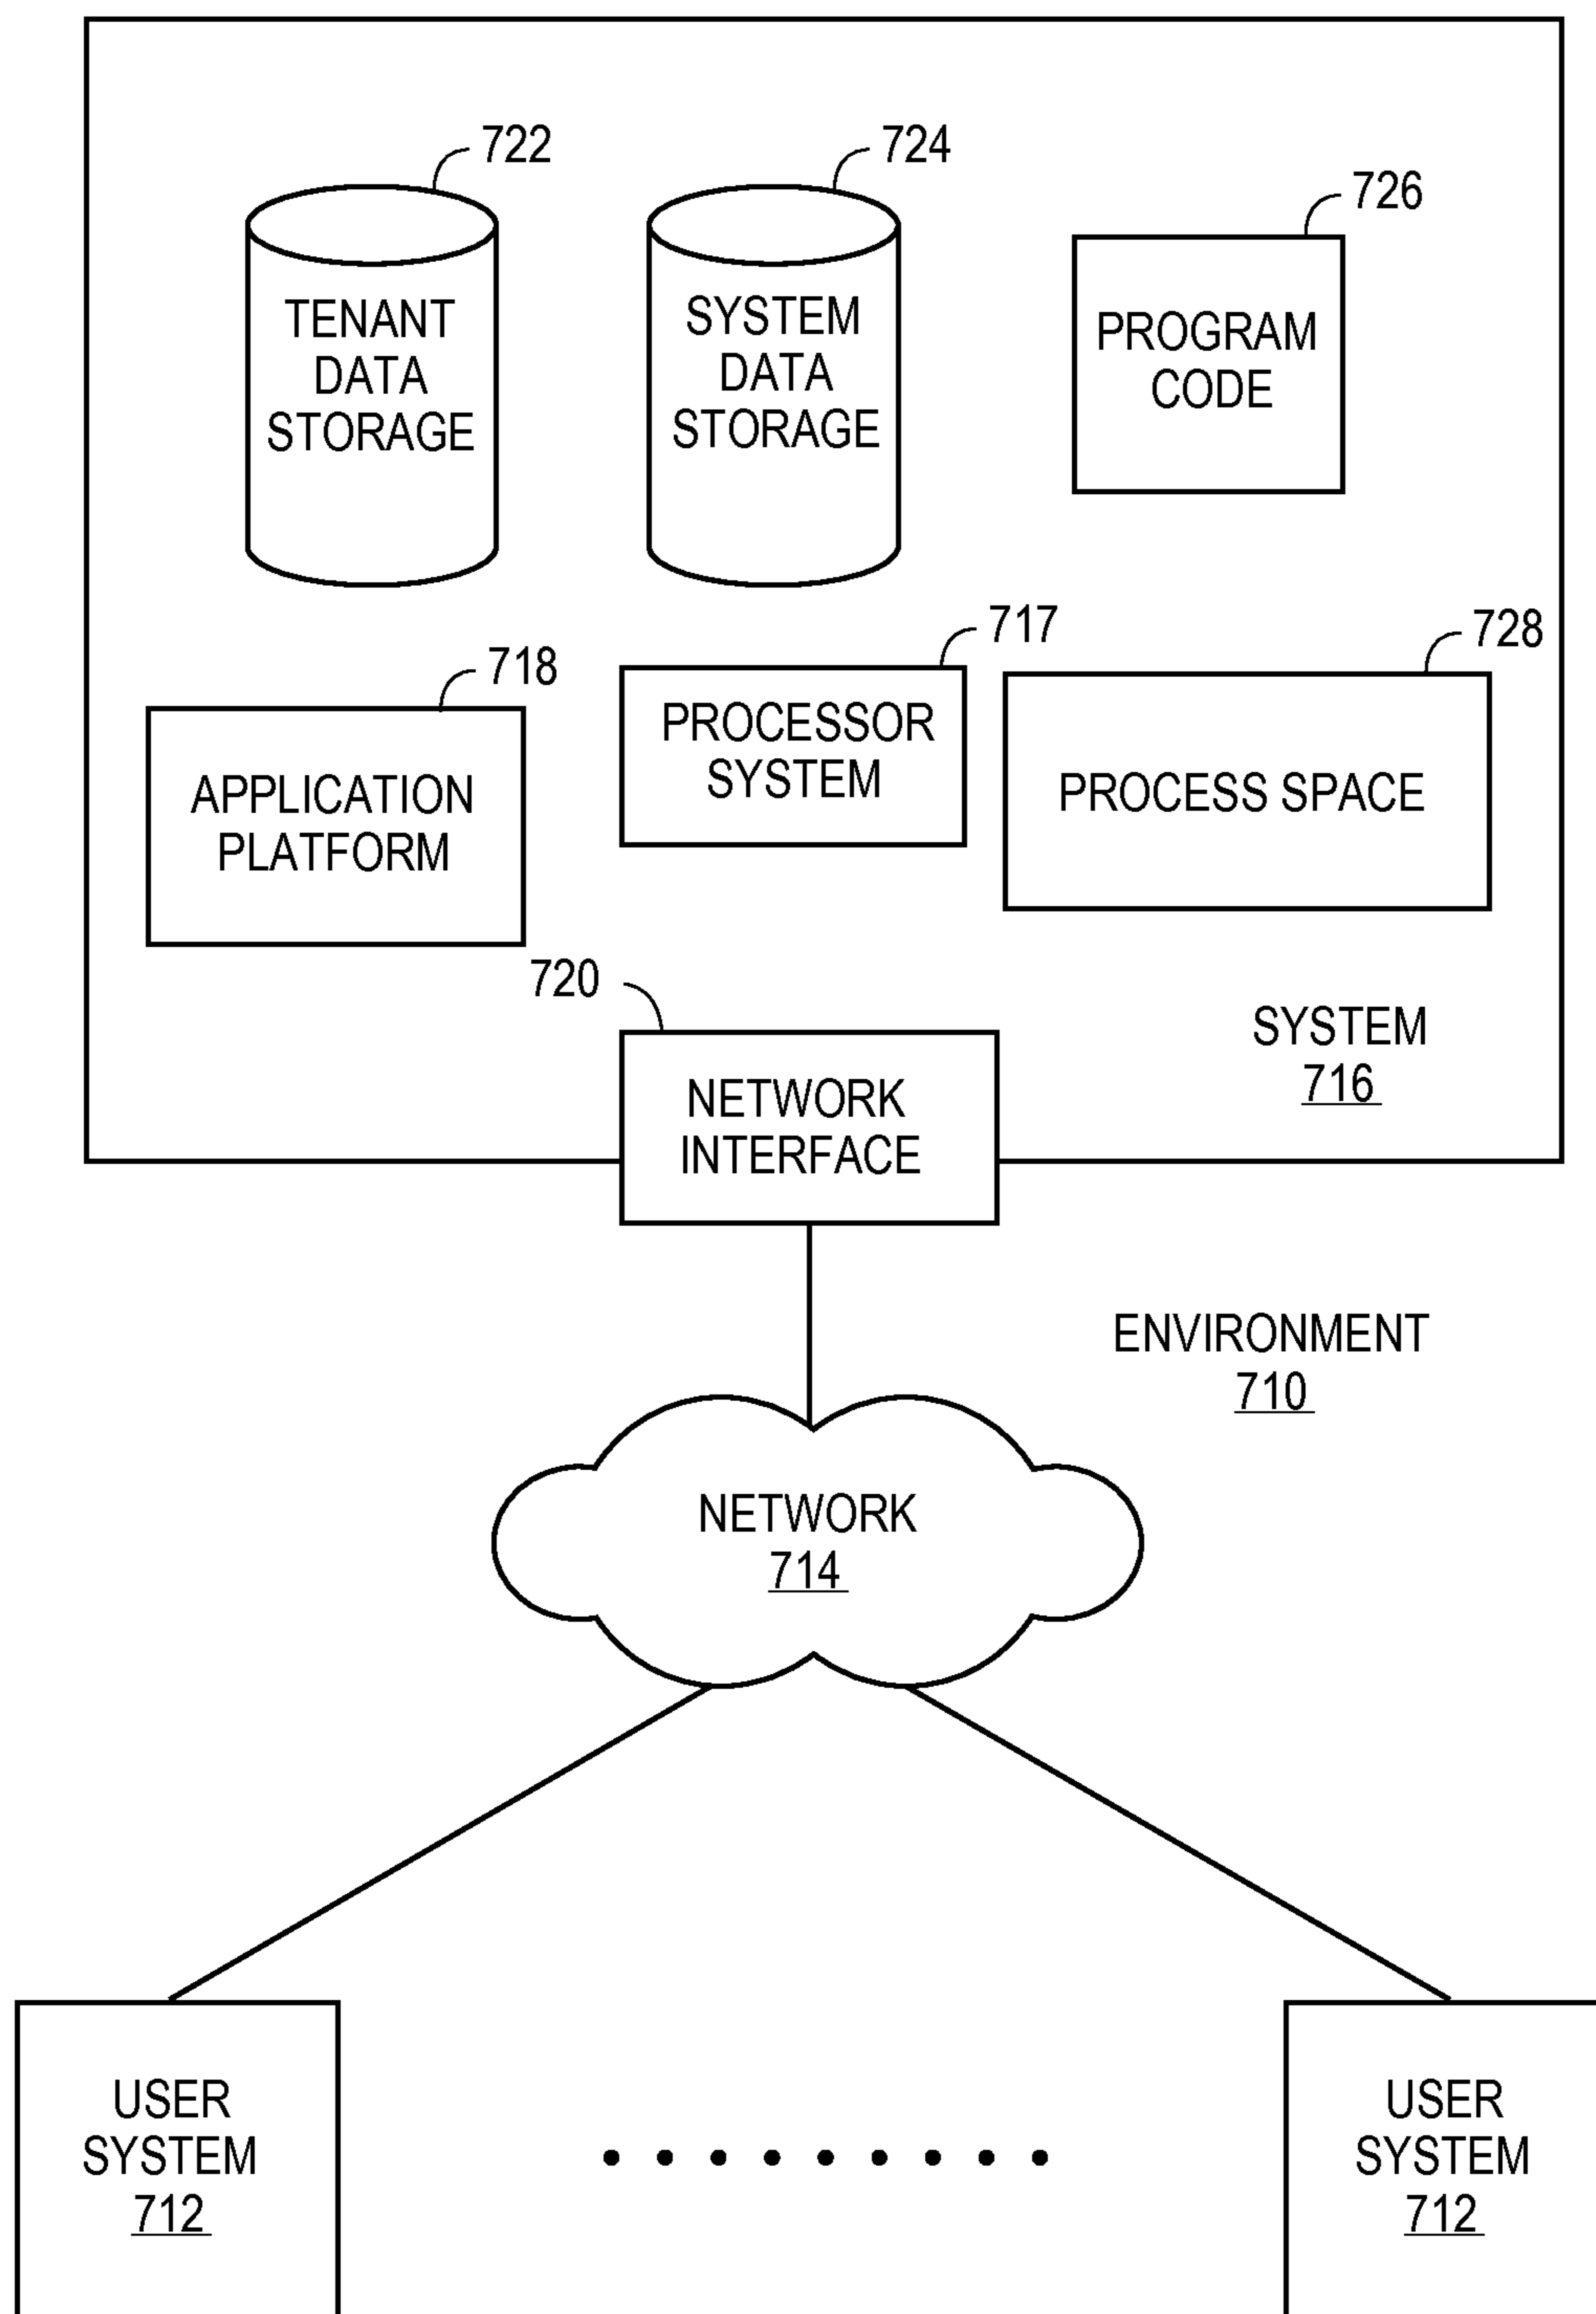 722
724
726
TENANT
DATA
STORAGE
SYSTEM
DATA
STORAGE
PROGRAM
CODE
718
717
728
APPLICATION
PLATFORM
PROCESSOR
SYSTEM
PROCESS SPACE
720
SYSTEM
716
NETWORK
INTERFACE
ENVIRONMENT
710
NETWORK
714
USER
SYSTEM
712
USER
SYSTEM
712